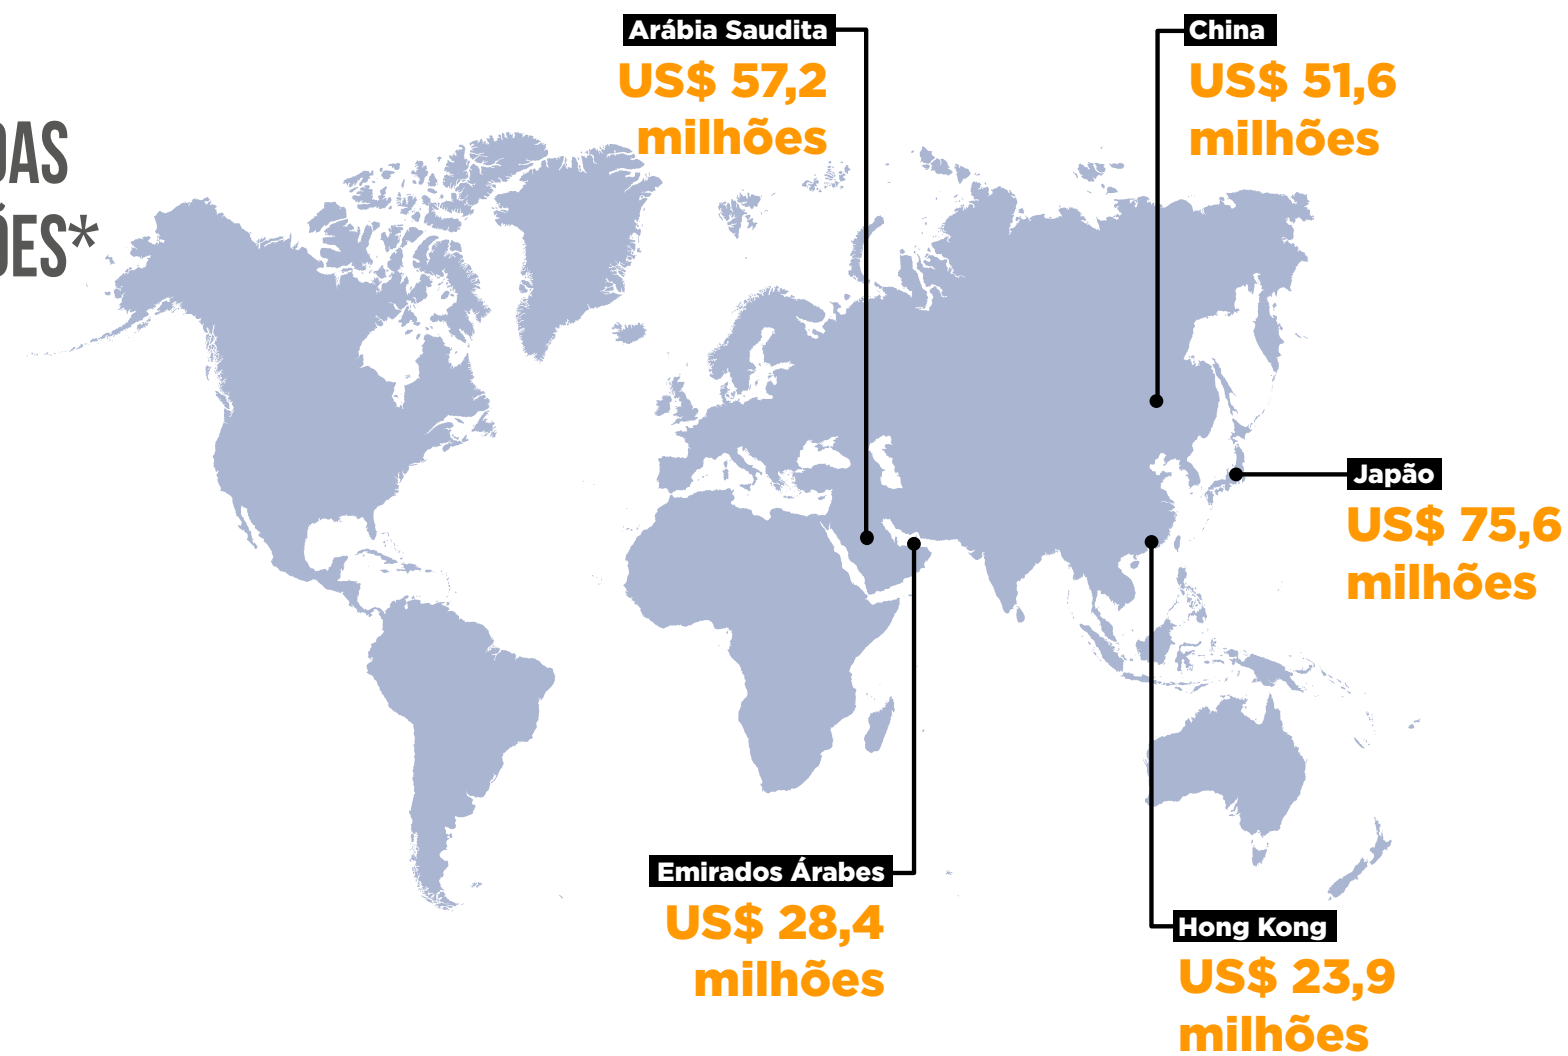 Arábia Saudita
US$ 57,2
milhões
China
US$ 51,6
milhões
Japão
US$ 75,6
milhões
Emirados Árabes
US$ 28,4
milhões
Hong Kong
US$ 23,9
milhões